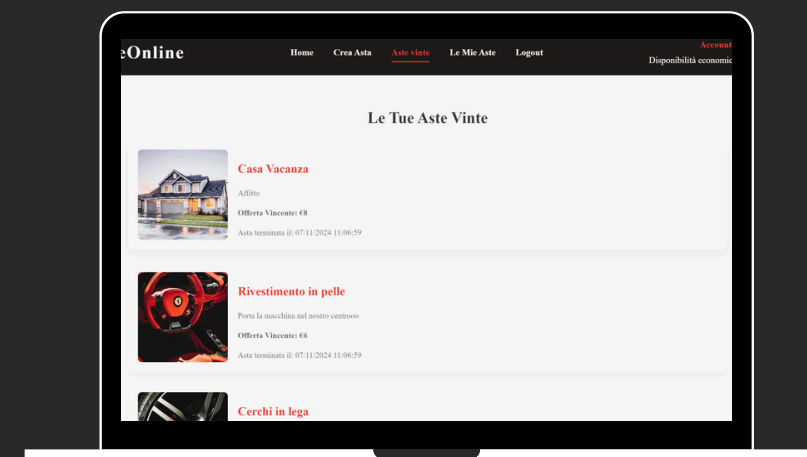 eOnline
Home Crea Asta Aste vinte Le Mie Aste Logout
Account
Disponibilità economic
Le Tue Aste Vinte
Casa Vacanza
Affitto
Offerta Vincente: €8
Asta terminata il: 07/11/2024 11:06:59
Rivestimento in pelle
Porta la macchina nel nostro centrooo
Offerta Vincente: €6
Asta terminata il: 07/11/2024 11:06:59
Cerchi in lega